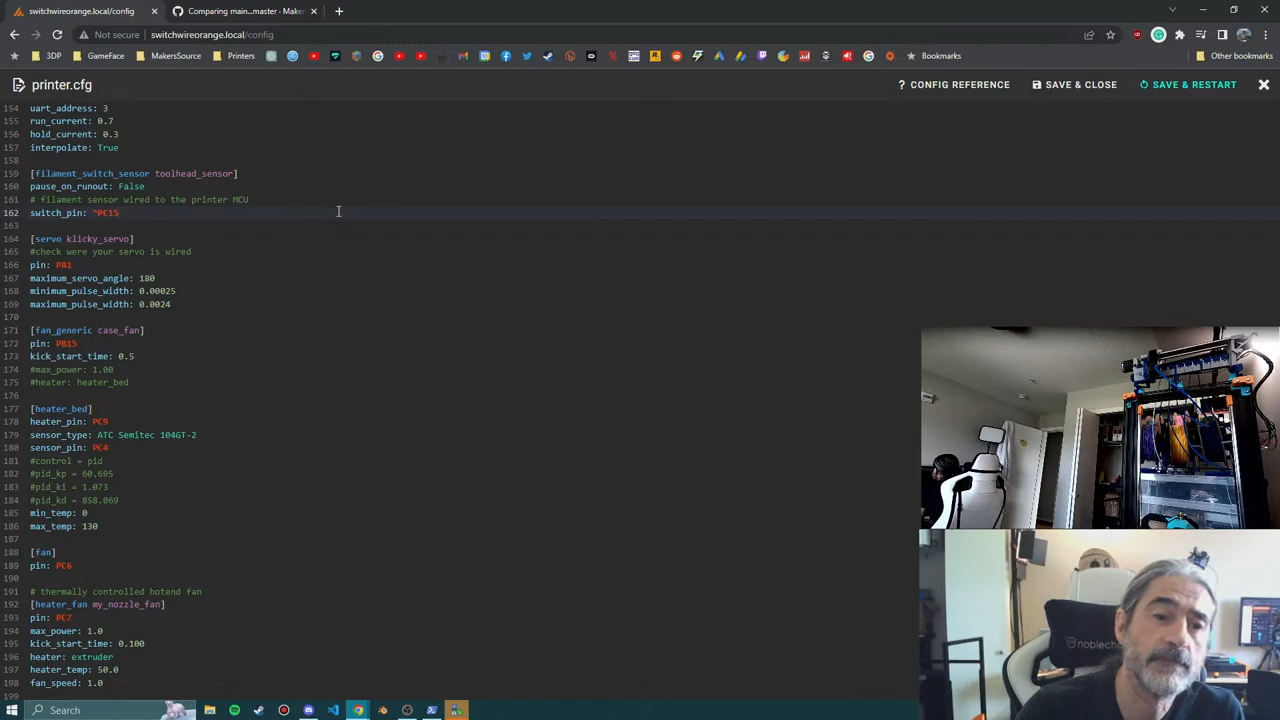 switchwireorange.local/config
Comparing main...master · Make
Not secure
switchwireorange.local/config
3DP
GameFace
MakersSource
Printers
Bookmarks
Other bookmarks
printer.cfg
? CONFIG REFERENCE
SAVE & CLOSE
SAVE & RESTART
154 uart_address: 3
155 run_current: 0.7
156 hold_current: 0.3
157 interpolate: True
158
159 [filament_switch_sensor toolhead_sensor]
160 pause_on_runout: False
161 # filament sensor wired to the printer MCU
162 switch_pin: ^PC15
163
164 [servo klicky_servo]
165 #check were your servo is wired
166 pin: PA1
167 maximum_servo_angle: 180
168 minimum_pulse_width: 0.00025
169 maximum_pulse_width: 0.0024
170
171 [fan_generic case_fan]
172 pin: PB15
173 kick_start_time: 0.5
174 #max_power: 1.00
175 #heater: heater_bed
176
177 [heater_bed]
178 heater_pin: PC9
179 sensor_type: ATC Semitec 104GT-2
180 sensor_pin: PC4
181 #control = pid
182 #pid_kp = 60.695
183 #pid_ki = 1.073
184 #pid_kd = 858.069
185 min_temp: 0
186 max_temp: 130
187
188 [fan]
189 pin: PC6
190
191 # thermally controlled hotend fan
192 [heater_fan my_nozzle_fan]
193 pin: PC7
194 max_power: 1.0
195 kick_start_time: 0.100
196 heater: extruder
197 heater_temp: 50.0
198 fan_speed: 1.0
199
noblecha
Search